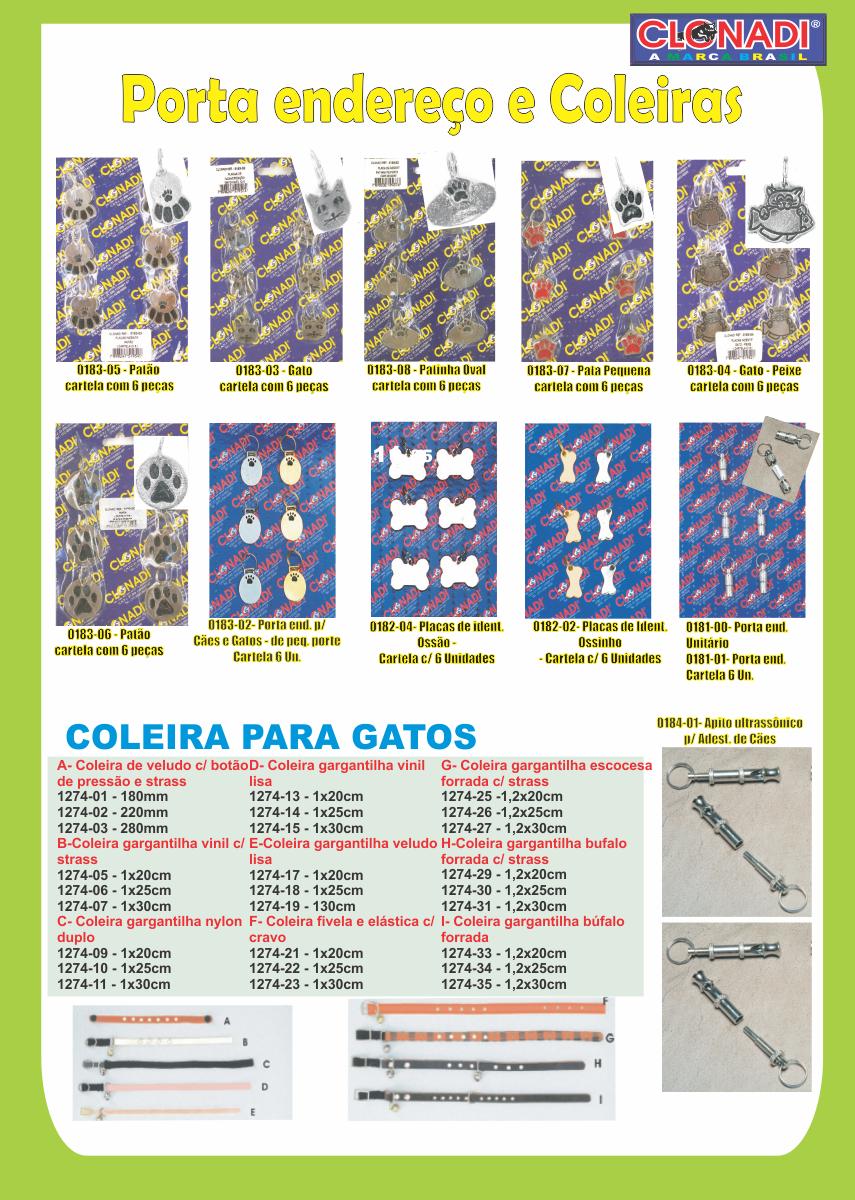 CLONADI®
A MARCA BRASIL
Porta endereço e Coleiras
0183-05 - Patão
cartela com 6 peças
0183-03 - Gato
cartela com 6 peças
0183-08 - Patinha Oval
cartela com 6 peças
0183-07 - Pata Pequena
cartela com 6 peças
0183-04 - Gato - Peixe
cartela com 6 peças
0183-06 - Patão
cartela com 6 peças
0183-02- Porta end. p/
Cães e Gatos - de peq. porte
Cartela 6 Un.
0182-04- Placas de ident.
Ossão -
Cartela c/ 6 Unidades
0182-02- Placas de Ident.
Ossinho
- Cartela c/ 6 Unidades
0181-00- Porta end.
Unitário
0181-01- Porta end.
Cartela 6 Un.
0184-01- Apito ultrassônico
p/ Adest. de Cães
COLEIRA PARA GATOS
A- Coleira de veludo c/ botão
de pressão e strass
1274-01 - 180mm
1274-02 - 220mm
1274-03 - 280mm
B-Coleira gargantilha vinil c/
strass
1274-05 - 1x20cm
1274-06 - 1x25cm
1274-07 - 1x30cm
C- Coleira gargantilha nylon
duplo
1274-09 - 1x20cm
1274-10 - 1x25cm
1274-11 - 1x30cm
D- Coleira gargantilha vinil
lisa
1274-13 - 1x20cm
1274-14 - 1x25cm
1274-15 - 1x30cm
E-Coleira gargantilha veludo
lisa
1274-17 - 1x20cm
1274-18 - 1x25cm
1274-19 - 130cm
F- Coleira fivela e elástica c/
cravo
1274-21 - 1x20cm
1274-22 - 1x25cm
1274-23 - 1x30cm
G- Coleira gargantilha escocesa
forrada c/ strass
1274-25 -1,2x20cm
1274-26 -1,2x25cm
1274-27 - 1,2x30cm
H-Coleira gargantilha bufalo
forrada c/ strass
1274-29 - 1,2x20cm
1274-30 - 1,2x25cm
1274-31 - 1,2x30cm
I- Coleira gargantilha búfalo
forrada
1274-33 - 1,2x20cm
1274-34 - 1,2x25cm
1274-35 - 1,2x30cm
A
B
C
D
E
F
G
H
I